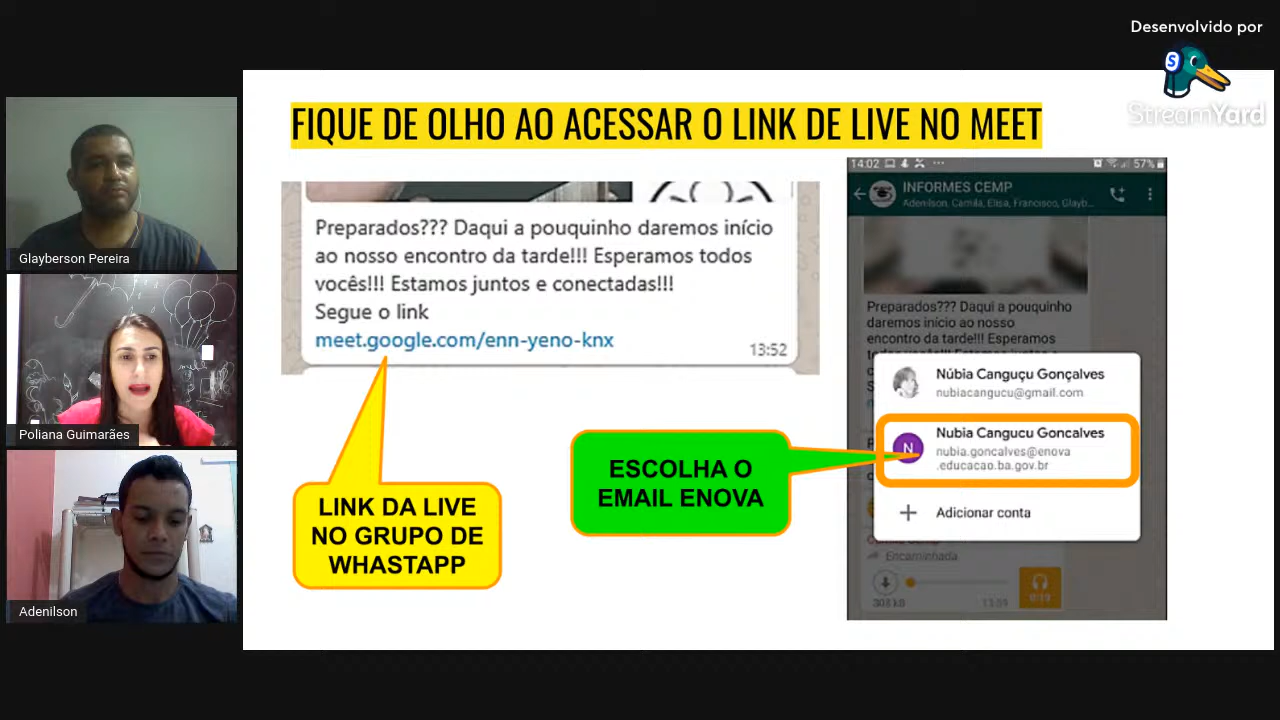 Desenvolvido por
S
StreamYard
FIQUE DE OLHO AO ACESSAR O LINK DE LIVE NO MEET
Preparados??? Daqui a pouquinho daremos início
ao nosso encontro da tarde!!! Esperamos todos
vocês!!! Estamos juntos e conectadas!!!
Segue o link
meet.google.com/enn-yeno-knx
13:52
LINK DA LIVE
NO GRUPO DE
WHASTAPP
ESCOLHA O
EMAIL ENOVA
14:02
57%
INFORMES CEMP
Adenilson, Camila, Elisa, Francisco, Glayb...
Preparados??? Daqui a pouquinho
daremos início ao nosso
encontro da tarde!!! Esperamos
Núbia Canguçu Gonçalves
nubiacangucu@gmail.com
N
Nubia Cangucu Goncalves
nubia.goncalves@enova
.educacao.ba.gov.br
Adicionar conta
Encaminhada
308 kB
13:59
0:19
Glayberson Pereira
Poliana Guimarães
Adenilson